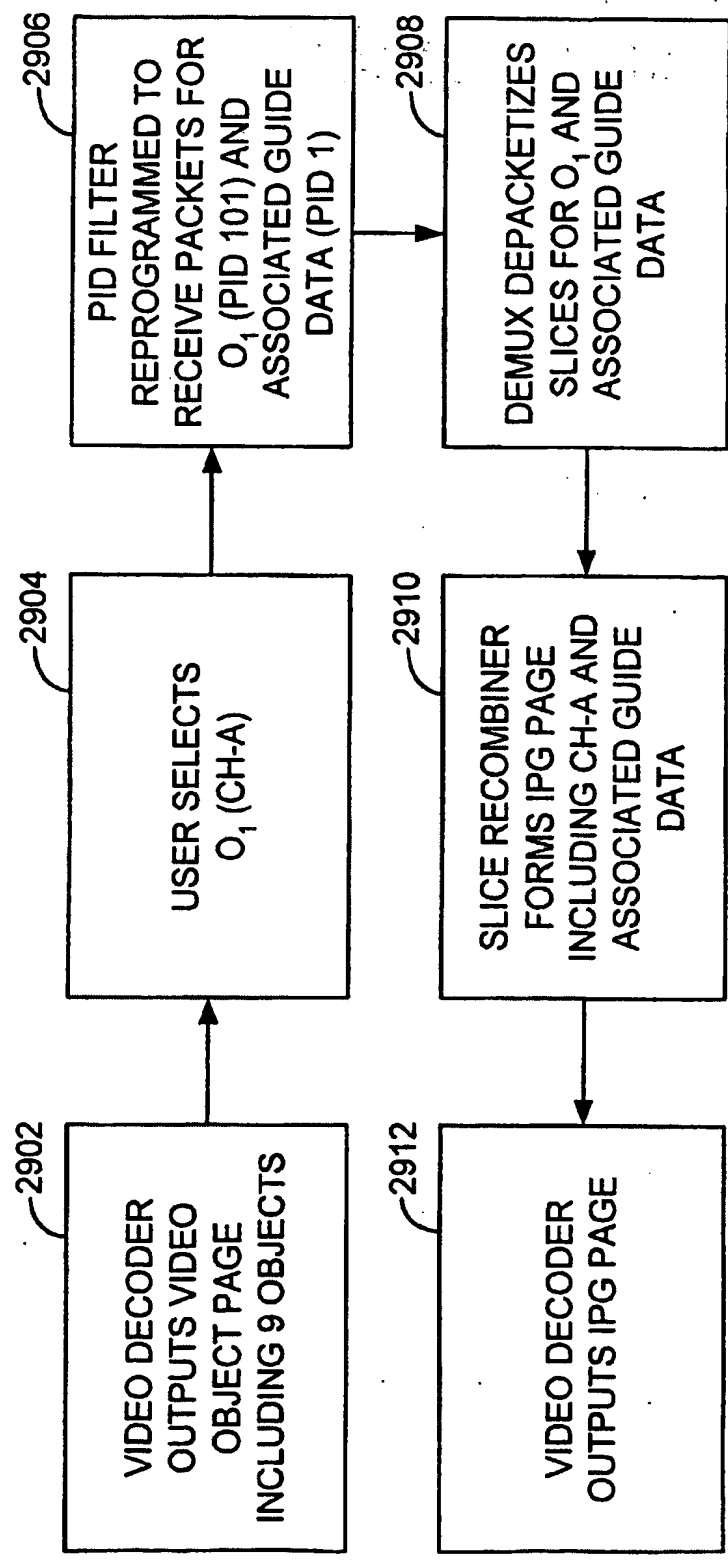 2902
VIDEO DECODER
OUTPUTS VIDEO
OBJECT PAGE
INCLUDING 9 OBJECTS
2904
USER SELECTS
O₁ (CH-A)
2906
PID FILTER
REPROGRAMMED TO
RECEIVE PACKETS FOR
O₁ (PID 101) AND
ASSOCIATED GUIDE
DATA (PID 1)
2908
DEMUX DEPACKETIZES
SLICES FOR O₁ AND
ASSOCIATED GUIDE
DATA
2910
SLICE RECOMBINER
FORMS IPG PAGE
INCLUDING CH-A AND
ASSOCIATED GUIDE
DATA
2912
VIDEO DECODER
OUTPUTS IPG PAGE